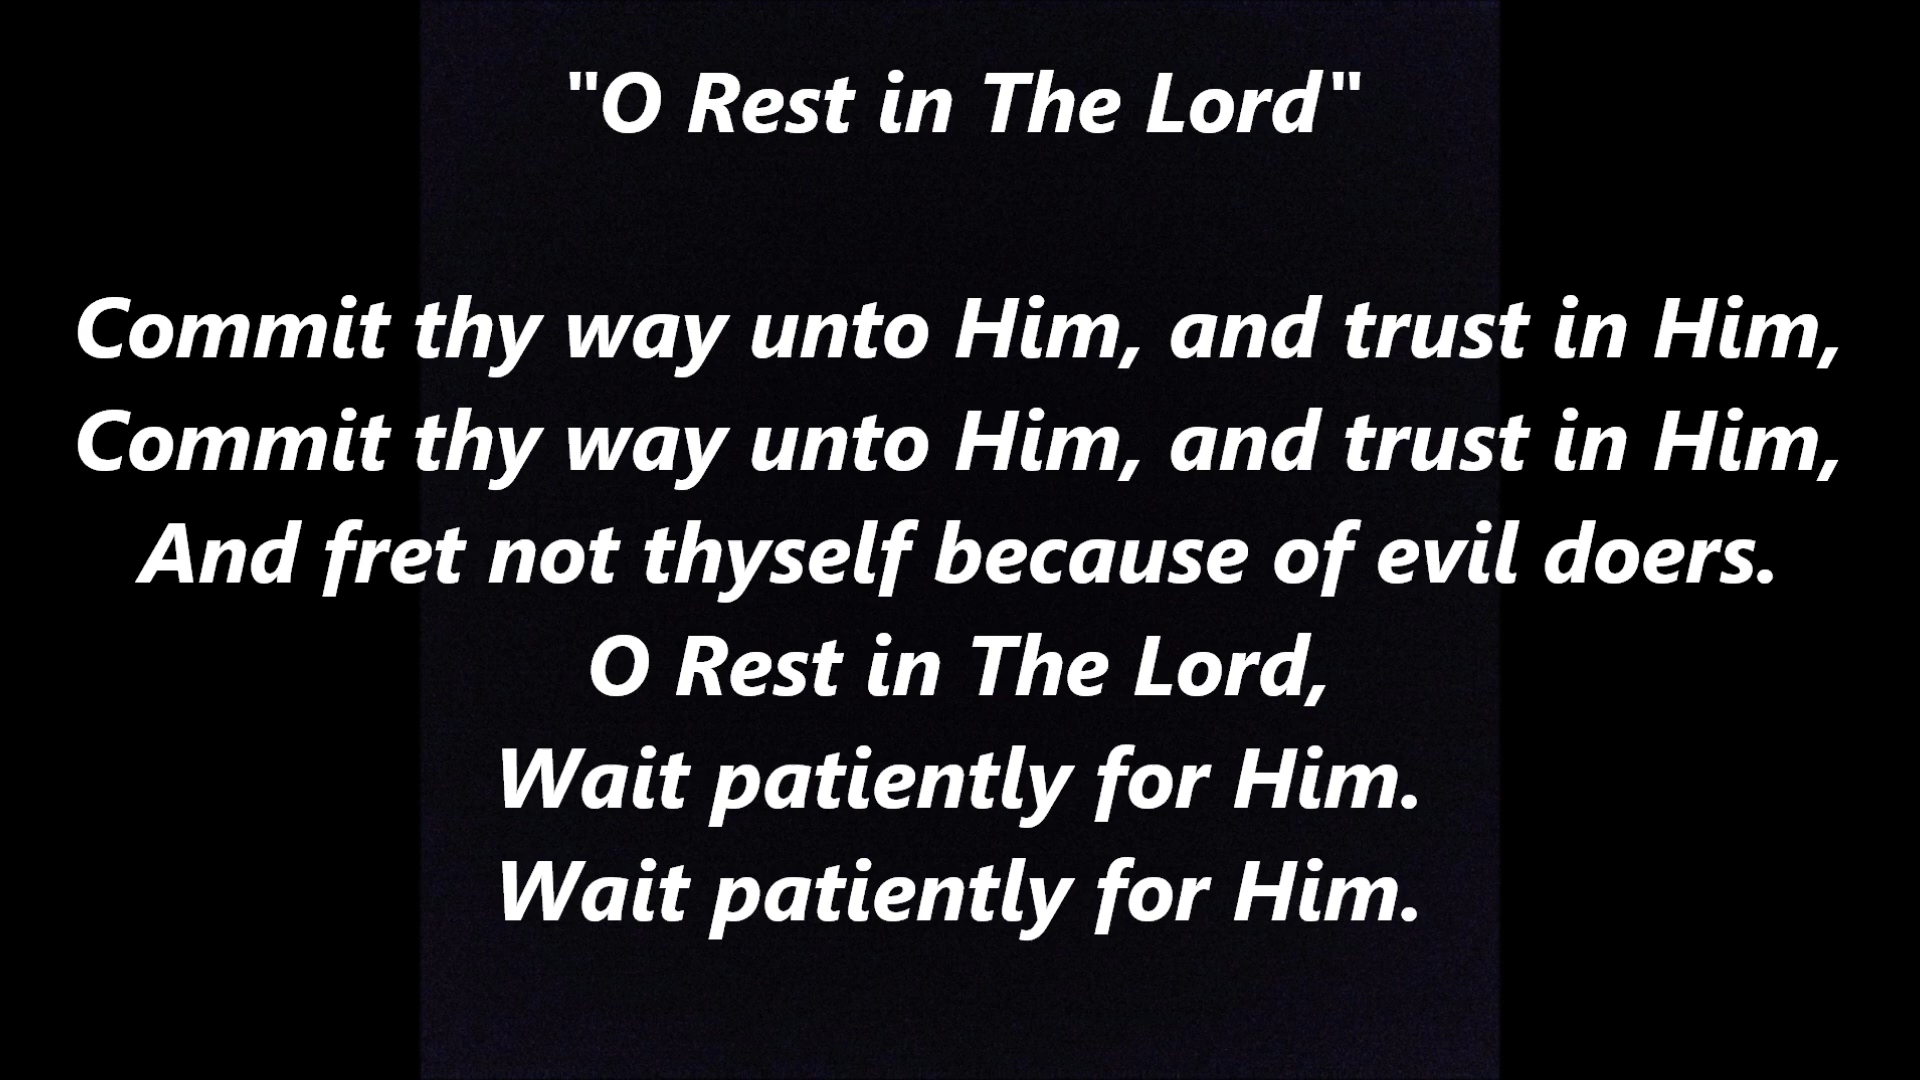 "O Rest in The Lord"
Commit thy way unto Him, and trust in Him,
Commit thy way unto Him, and trust in Him,
And fret not thyself because of evil doers.
O Rest in The Lord,
Wait patiently for Him.
Wait patiently for Him.